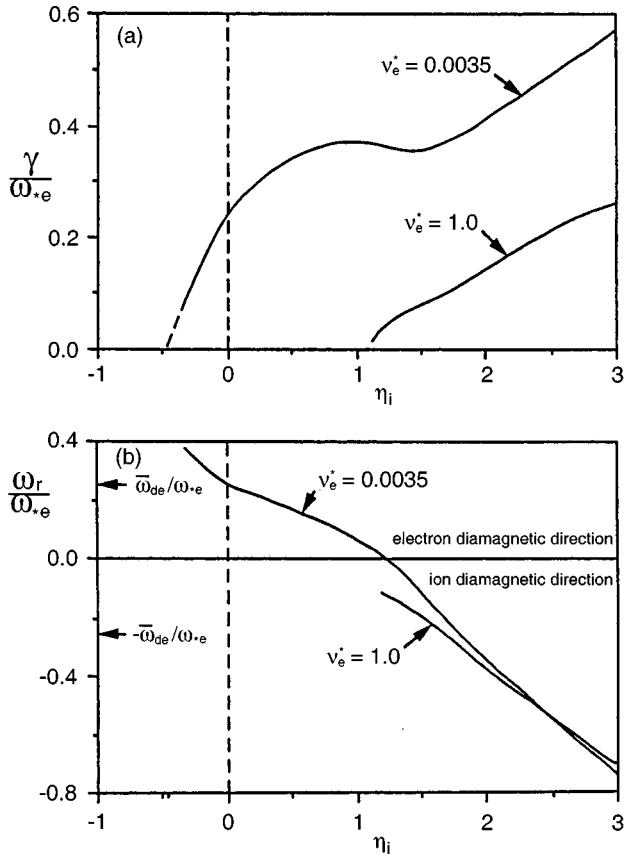 0.6
(a)
ν*e = 0.0035
0.4
γ
ω*e
0.2
ν*e = 1.0
0.0
-1 0 1 2 3
ηi
0.4
(b)
ωr
ω*e
ω̅de/ω*e
ν*e = 0.0035
electron diamagnetic direction
0.0
ion diamagnetic direction
-ω̅de/ω*e
ν*e = 1.0
-0.4
-0.8
-1 0 1 2 3
ηi